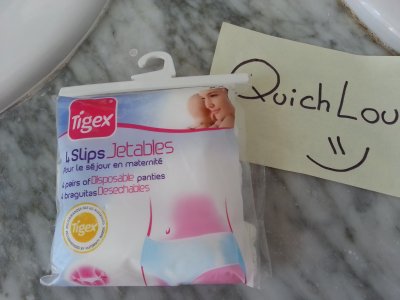 Tigex
4 Slips Jetables
Pour le séjour en maternité
4 pairs of Disposable panties
4 braguitas Desechables
Tigex
QuichLou